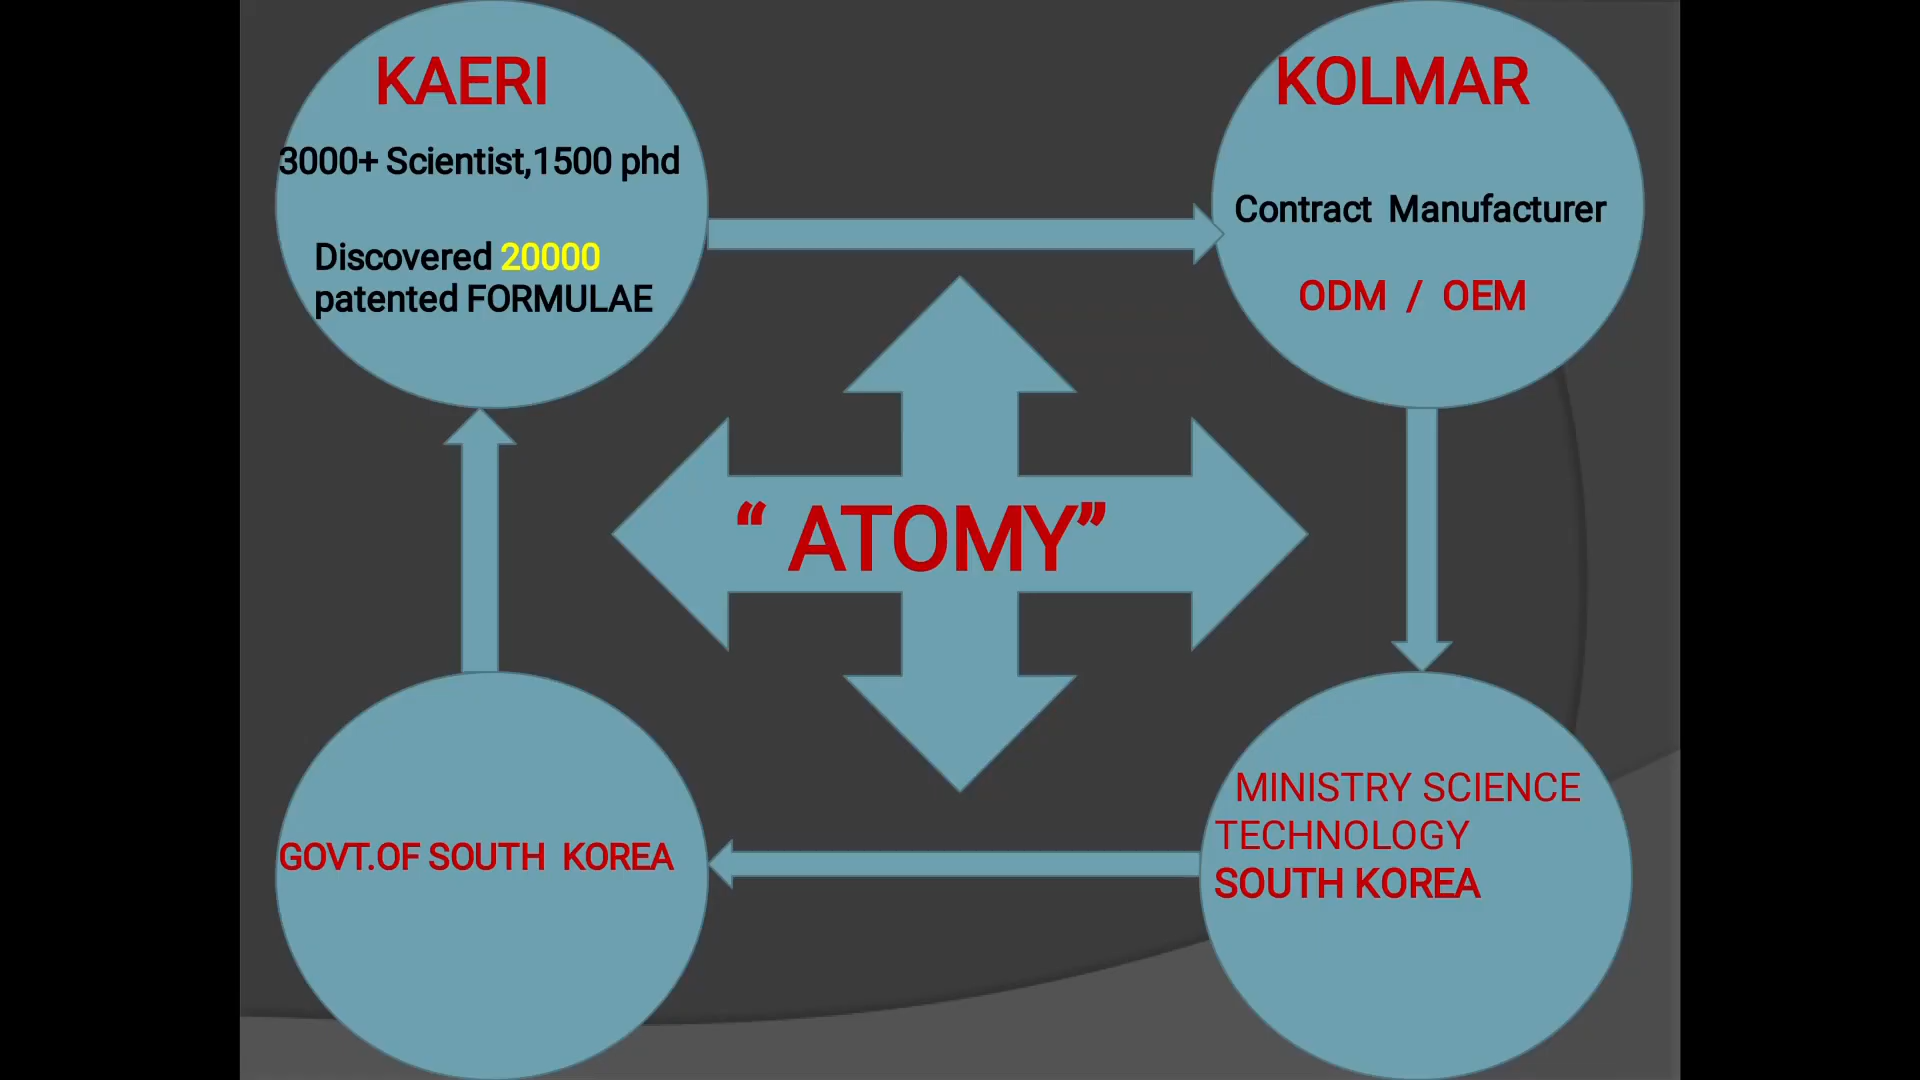 KAERI
3000+ Scientist,1500 phd
Discovered 20000
patented FORMULAE
KOLMAR
Contract Manufacturer
ODM / OEM
“ ATOMY”
GOVT.OF SOUTH KOREA
MINISTRY SCIENCE
TECHNOLOGY
SOUTH KOREA